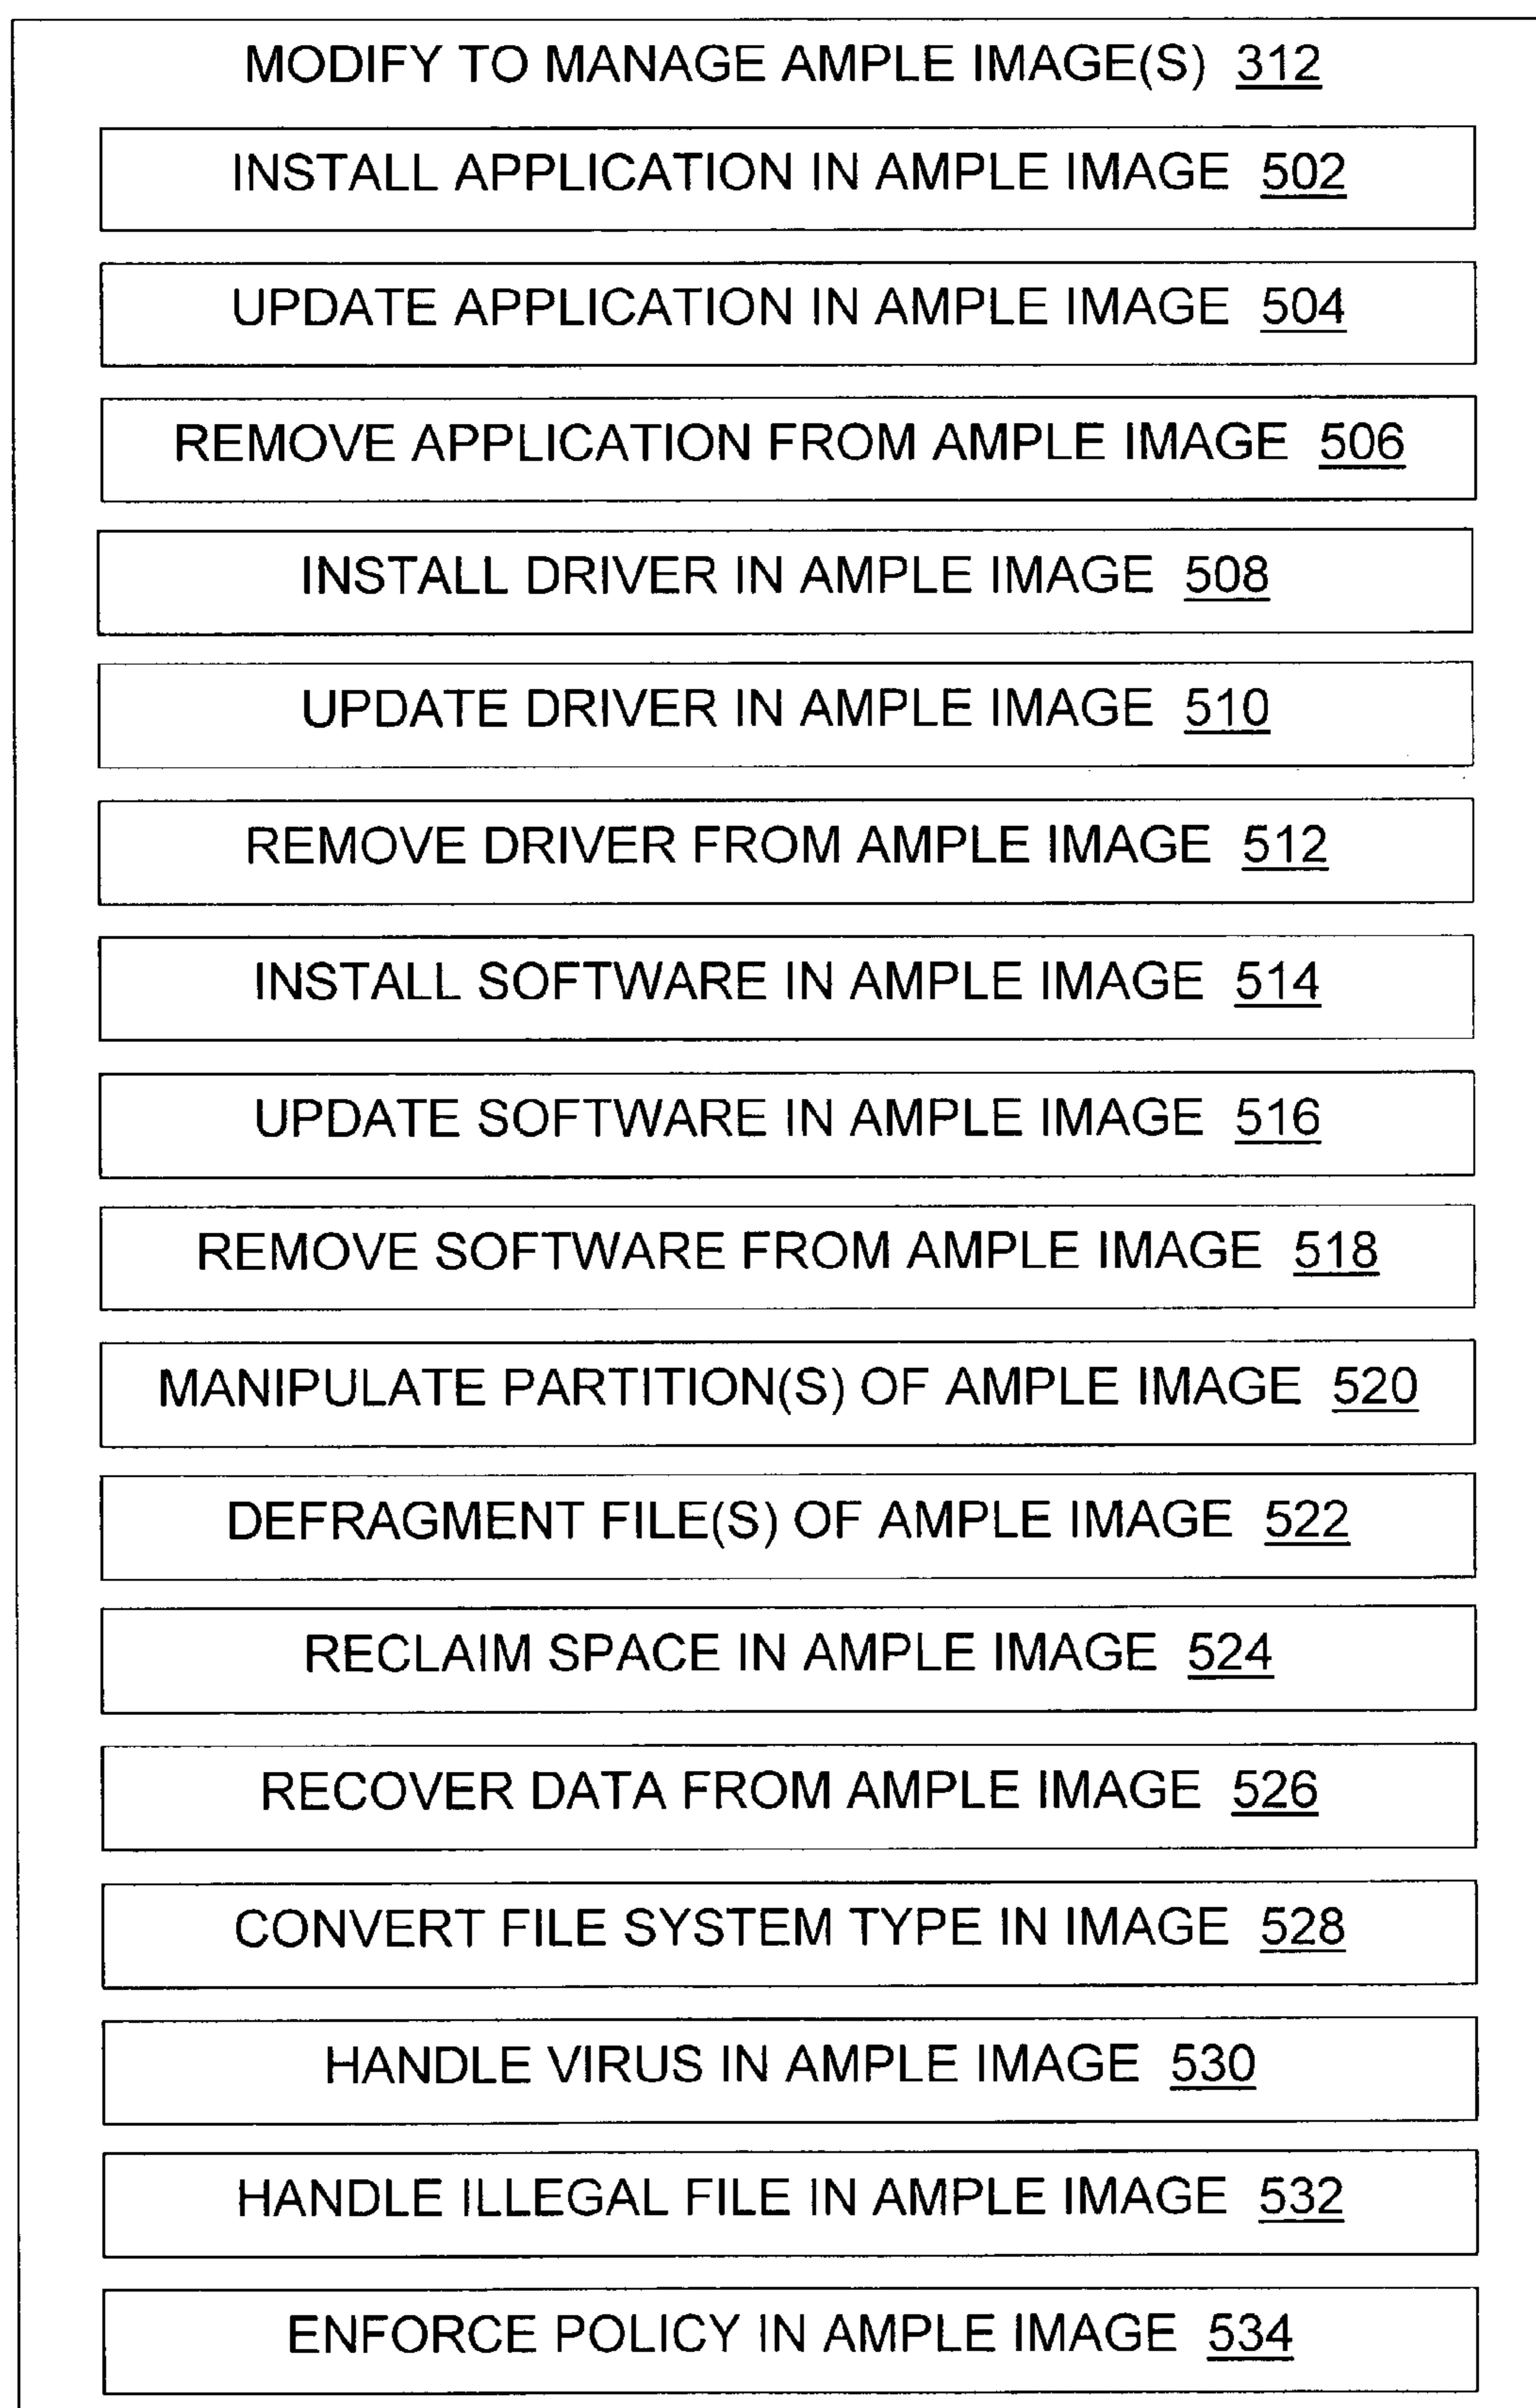 MODIFY TO MANAGE AMPLE IMAGE(S) 312
INSTALL APPLICATION IN AMPLE IMAGE 502
UPDATE APPLICATION IN AMPLE IMAGE 504
REMOVE APPLICATION FROM AMPLE IMAGE 506
INSTALL DRIVER IN AMPLE IMAGE 508
UPDATE DRIVER IN AMPLE IMAGE 510
REMOVE DRIVER FROM AMPLE IMAGE 512
INSTALL SOFTWARE IN AMPLE IMAGE 514
UPDATE SOFTWARE IN AMPLE IMAGE 516
REMOVE SOFTWARE FROM AMPLE IMAGE 518
MANIPULATE PARTITION(S) OF AMPLE IMAGE 520
DEFRAGMENT FILE(S) OF AMPLE IMAGE 522
RECLAIM SPACE IN AMPLE IMAGE 524
RECOVER DATA FROM AMPLE IMAGE 526
CONVERT FILE SYSTEM TYPE IN IMAGE 528
HANDLE VIRUS IN AMPLE IMAGE 530
HANDLE ILLEGAL FILE IN AMPLE IMAGE 532
ENFORCE POLICY IN AMPLE IMAGE 534